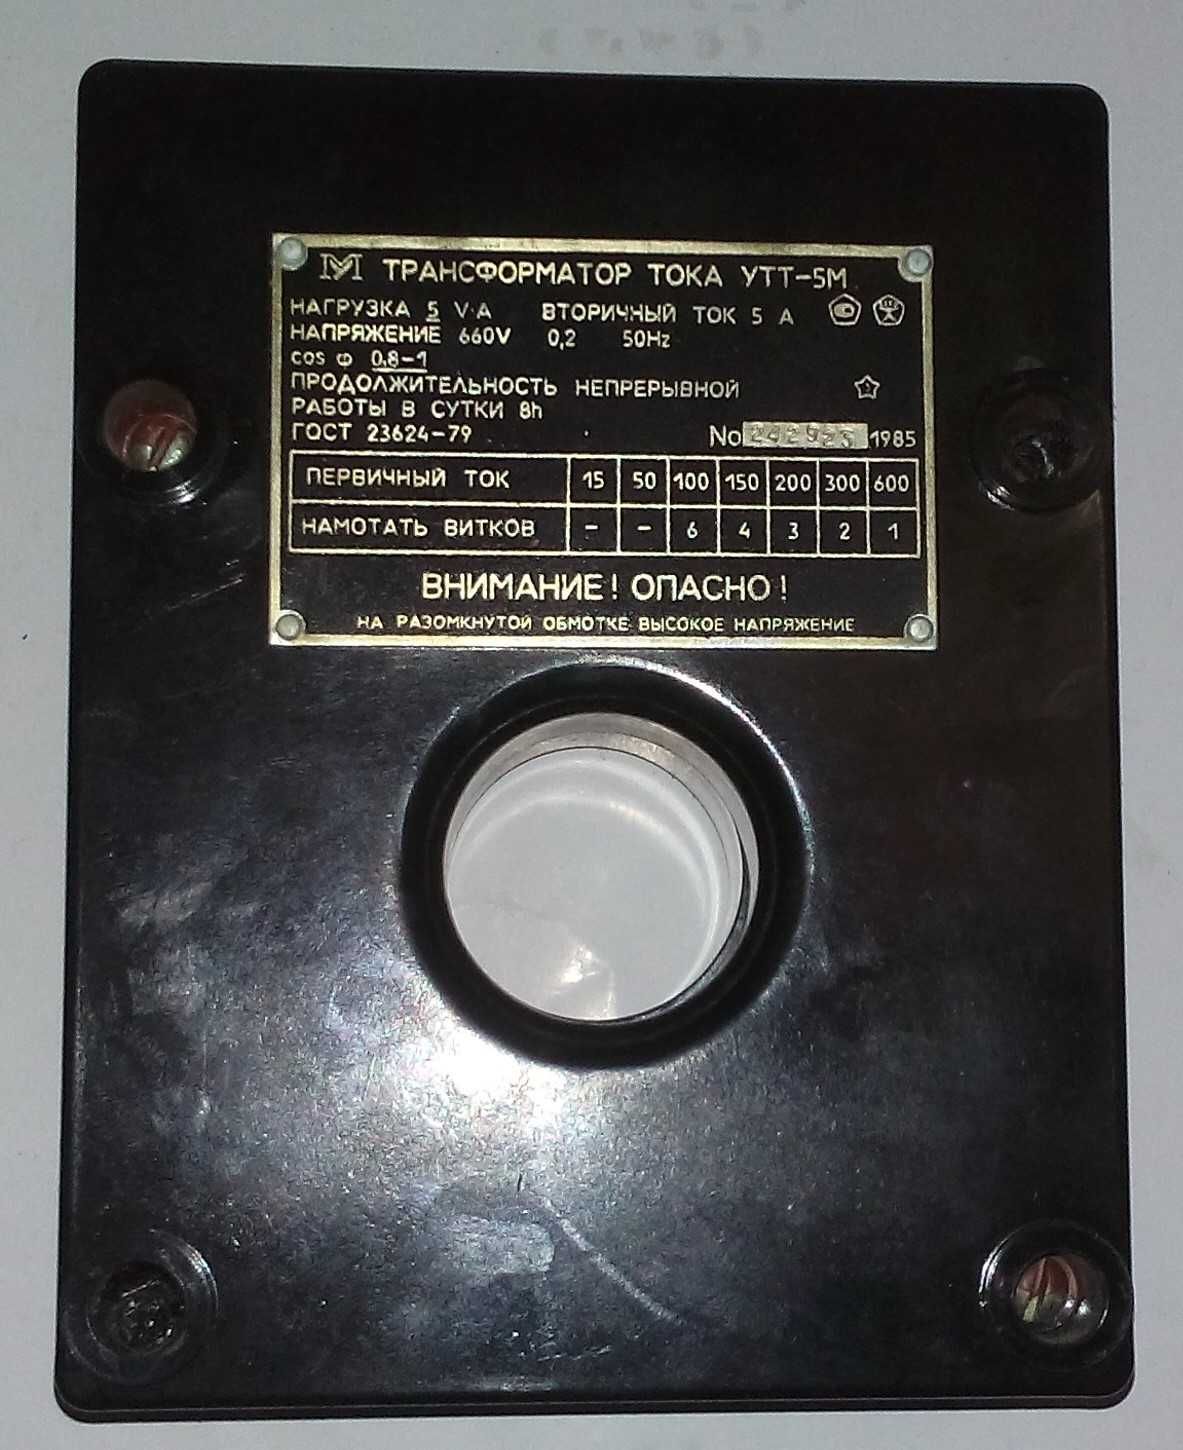 ТРАНСФОРМАТОР ТОКА УТТ-5М
НАГРУЗКА 5 V·A ВТОРИЧНЫЙ ТОК 5 А
НАПРЯЖЕНИЕ 660V 0,2 50Hz
cos φ 0,8-1
ПРОДОЛЖИТЕЛЬНОСТЬ НЕПРЕРЫВНОЙ
РАБОТЫ В СУТКИ 8h
ГОСТ 23624-79 No 242923 1985
ПЕРВИЧНЫЙ ТОК 15 50 100 150 200 300 600
НАМОТАТЬ ВИТКОВ - - 6 4 3 2 1
ВНИМАНИЕ! ОПАСНО!
НА РАЗОМКНУТОЙ ОБМОТКЕ ВЫСОКОЕ НАПРЯЖЕНИЕ